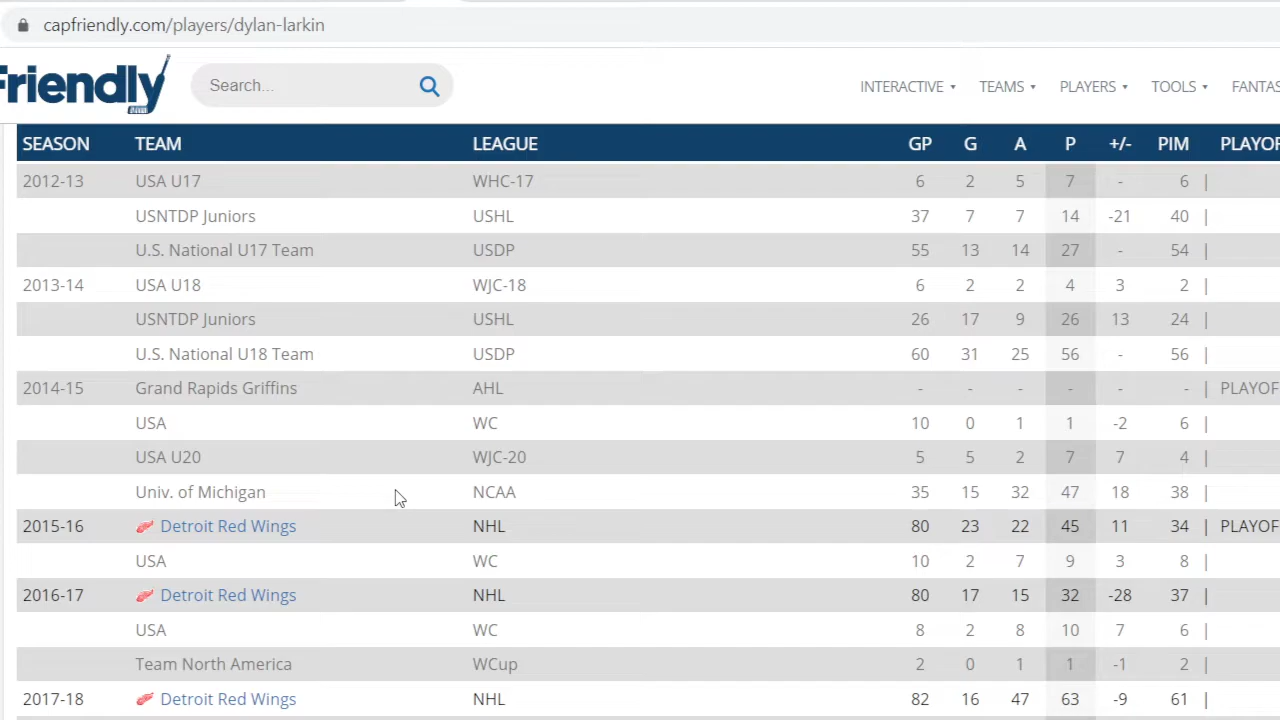 capfriendly.com/players/dylan-larkin
Friendly Search... INTERACTIVE ▾ TEAMS ▾ PLAYERS ▾ TOOLS ▾ FANTAS
SEASON TEAM LEAGUE GP G A P +/- PIM PLAYOF
2012-13 USA U17 WHC-17 6 2 5 7 - 6 |
USNTDP Juniors USHL 37 7 7 14 -21 40 |
U.S. National U17 Team USDP 55 13 14 27 - 54 |
2013-14 USA U18 WJC-18 6 2 2 4 3 2 |
USNTDP Juniors USHL 26 17 9 26 13 24 |
U.S. National U18 Team USDP 60 31 25 56 - 56 |
2014-15 Grand Rapids Griffins AHL - - - - - - | PLAYOF
USA WC 10 0 1 1 -2 6 |
USA U20 WJC-20 5 5 2 7 7 4 |
Univ. of Michigan NCAA 35 15 32 47 18 38 |
2015-16 Detroit Red Wings NHL 80 23 22 45 11 34 | PLAYOF
USA WC 10 2 7 9 3 8 |
2016-17 Detroit Red Wings NHL 80 17 15 32 -28 37 |
USA WC 8 2 8 10 7 6 |
Team North America WCup 2 0 1 1 -1 2 |
2017-18 Detroit Red Wings NHL 82 16 47 63 -9 61 |